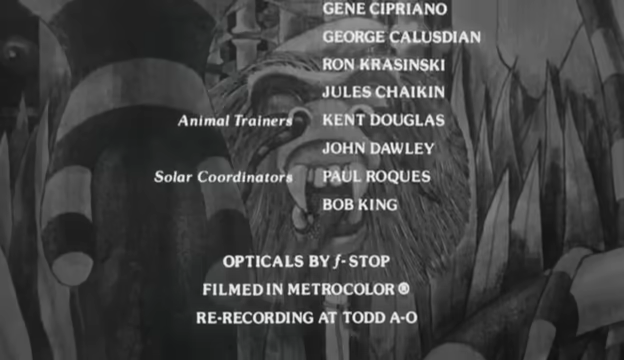 GENE CIPRIANO
GEORGE CALUSDIAN
RON KRASINSKI
JULES CHAIKIN
Animal Trainers KENT DOUGLAS
JOHN DAWLEY
Solar Coordinators PAUL ROQUES
BOB KING
OPTICALS BY f-STOP
FILMED IN METROCOLOR®
RE-RECORDING AT TODD A-O